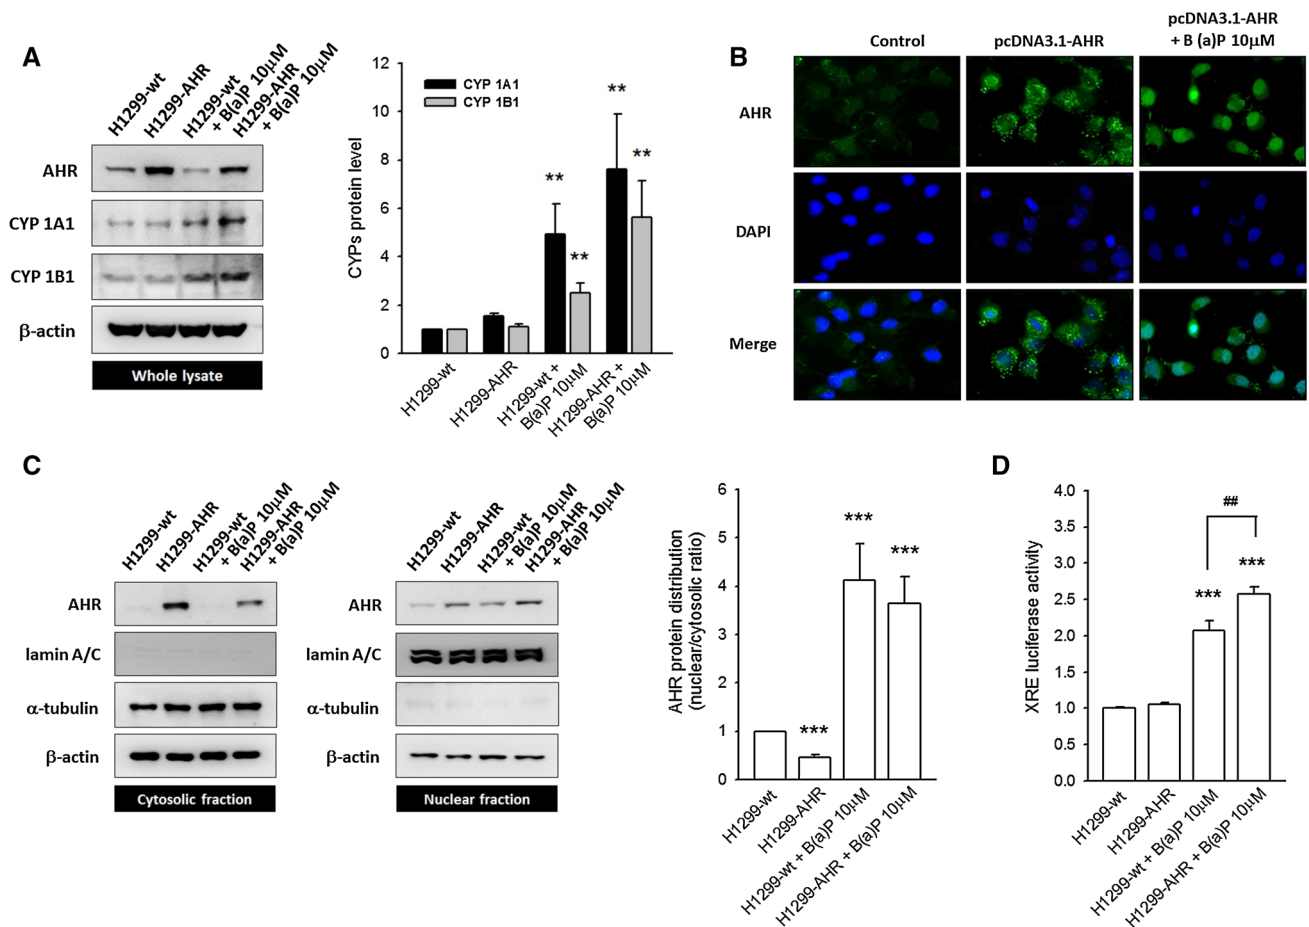 A
H1299-wt
H1299-AHR
H1299-wt
+ B(a)P 10μM
H1299-AHR
+ B(a)P 10μM
AHR
CYP 1A1
CYP 1B1
β-actin
Whole lysate
CYPs protein level
12
10
8
6
4
2
0
CYP 1A1
CYP 1B1
**
**
**
**
H1299-wt
H1299-AHR
H1299-wt +
B(a)P 10μM
H1299-AHR +
B(a)P 10μM
B
Control
pcDNA3.1-AHR
pcDNA3.1-AHR
+ B (a)P 10μM
AHR
DAPI
Merge
C
H1299-wt
H1299-AHR
H1299-wt
+ B(a)P 10μM
H1299-AHR
+ B(a)P 10μM
AHR
lamin A/C
α-tubulin
β-actin
Cytosolic fraction
H1299-wt
H1299-AHR
H1299-wt
+ B(a)P 10μM
H1299-AHR
+ B(a)P 10μM
AHR
lamin A/C
α-tubulin
β-actin
Nuclear fraction
AHR protein distribution
(nuclear/cytosolic ratio)
6
5
4
3
2
1
0
***
***
***
H1299-wt
H1299-AHR
H1299-wt + B(a)P 10μM
H1299-AHR + B(a)P 10μM
D
XRE luciferase activity
4.0
3.5
3.0
2.5
2.0
1.5
1.0
0.5
0.0
##
***
***
H1299-wt
H1299-AHR
H1299-wt + B(a)P 10μM
H1299-AHR + B(a)P 10μM